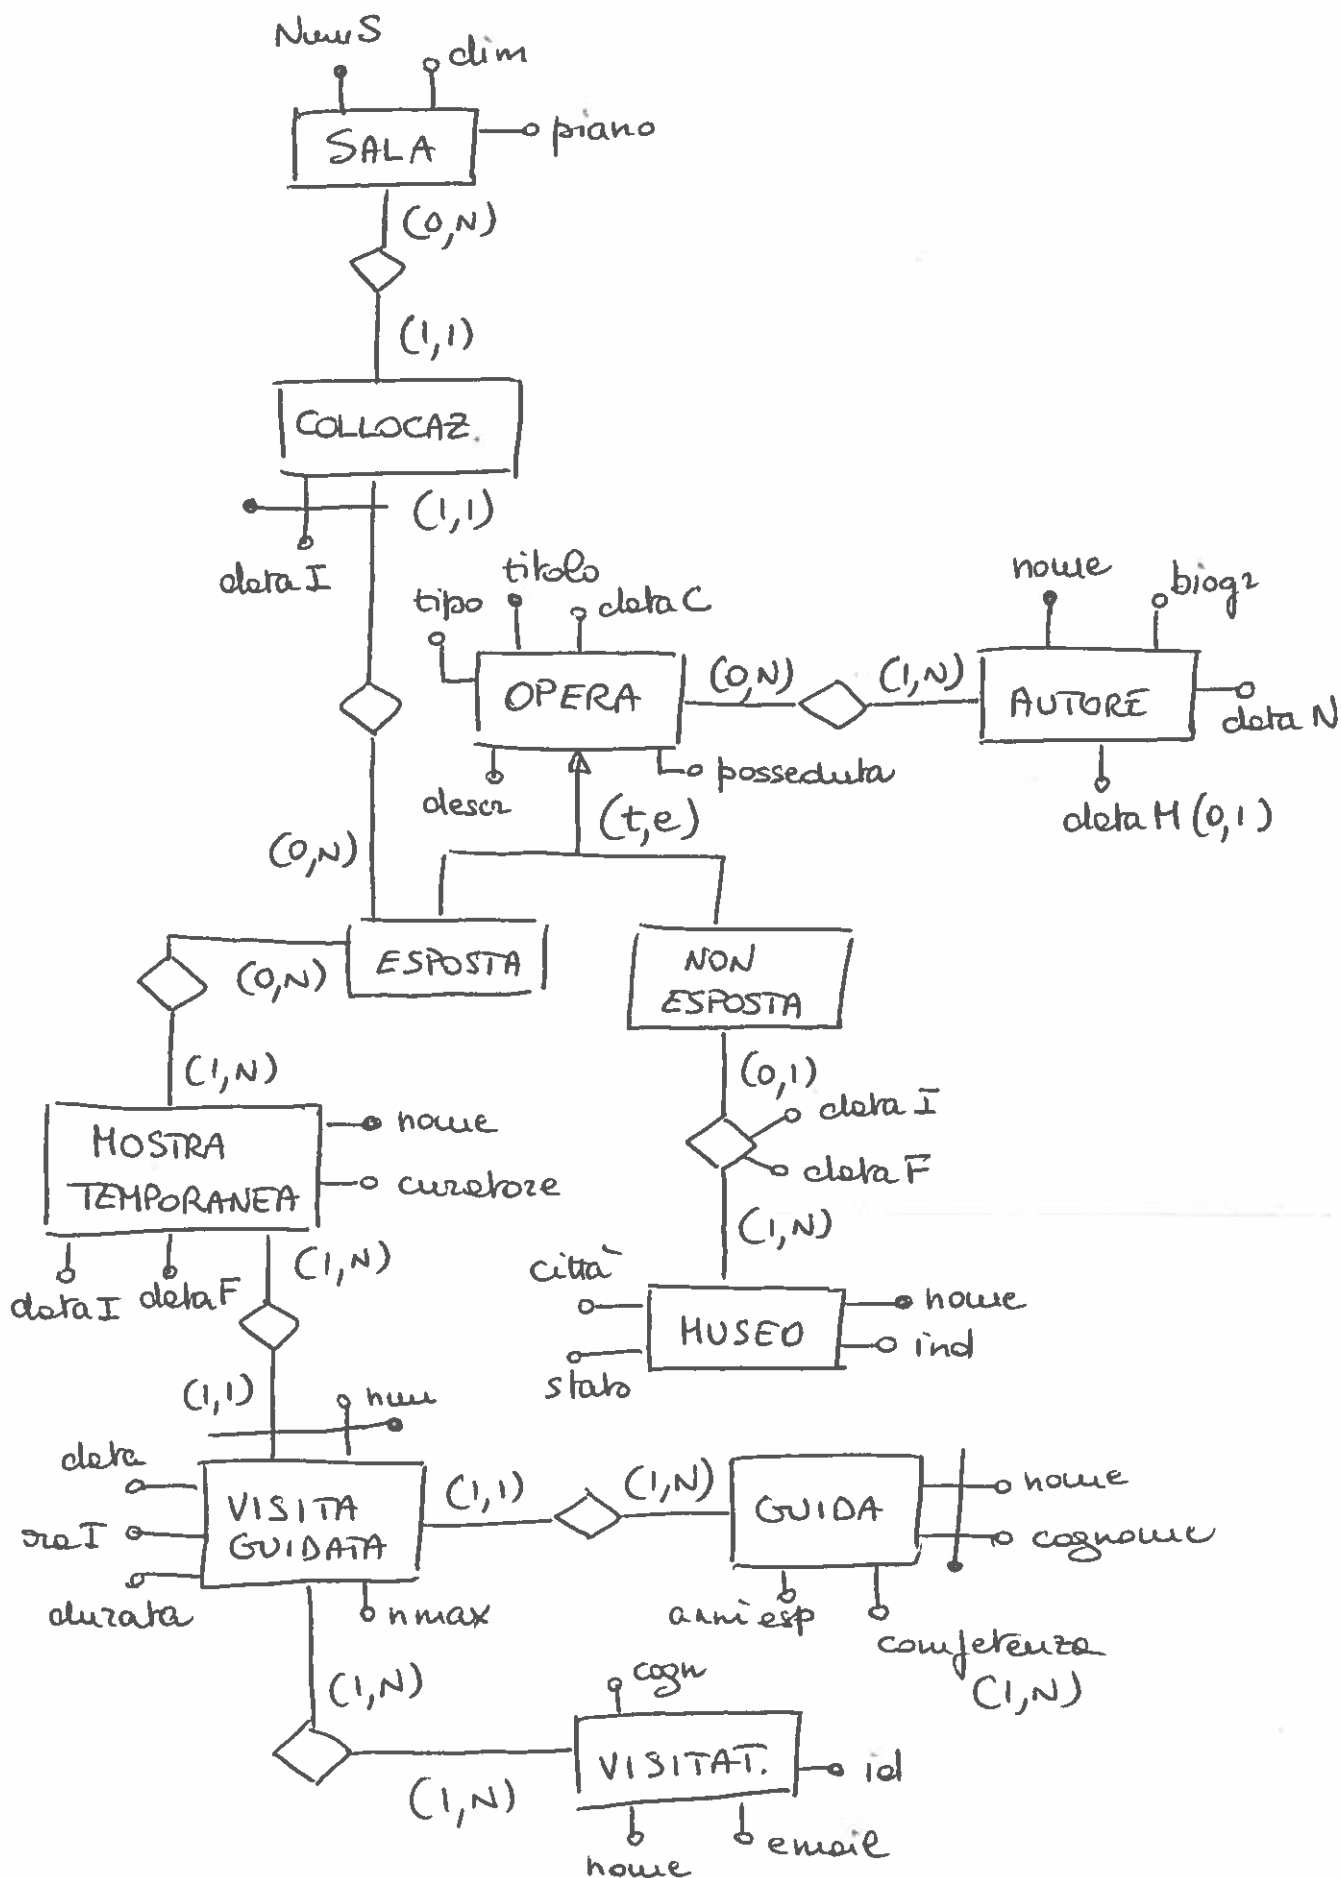 NumS
dim
SALA
piano
(0,N)
(1,1)
COLLOCAZ.
(1,1)
dataI
tipo
titolo
dataC
nome
biogr
OPERA
(0,N)
(1,N)
AUTORE
dataN
descr
posseduta
dataM(0,1)
(t,e)
(0,N)
ESPOSTA
(0,N)
NON
ESPOSTA
(1,N)
(0,1)
dataI
dataF
MOSTRA
TEMPORANEA
nome
curatore
(1,N)
(1,N)
dataI
dataF
città
stato
MUSEO
nome
ind
(1,1)
num
data
oraI
durata
VISITA
GUIDATA
nmax
(1,1)
(1,N)
GUIDA
nome
cognome
anni esp
competenza
(1,N)
(1,N)
cogn
VISITAT.
id
(1,N)
nome
email